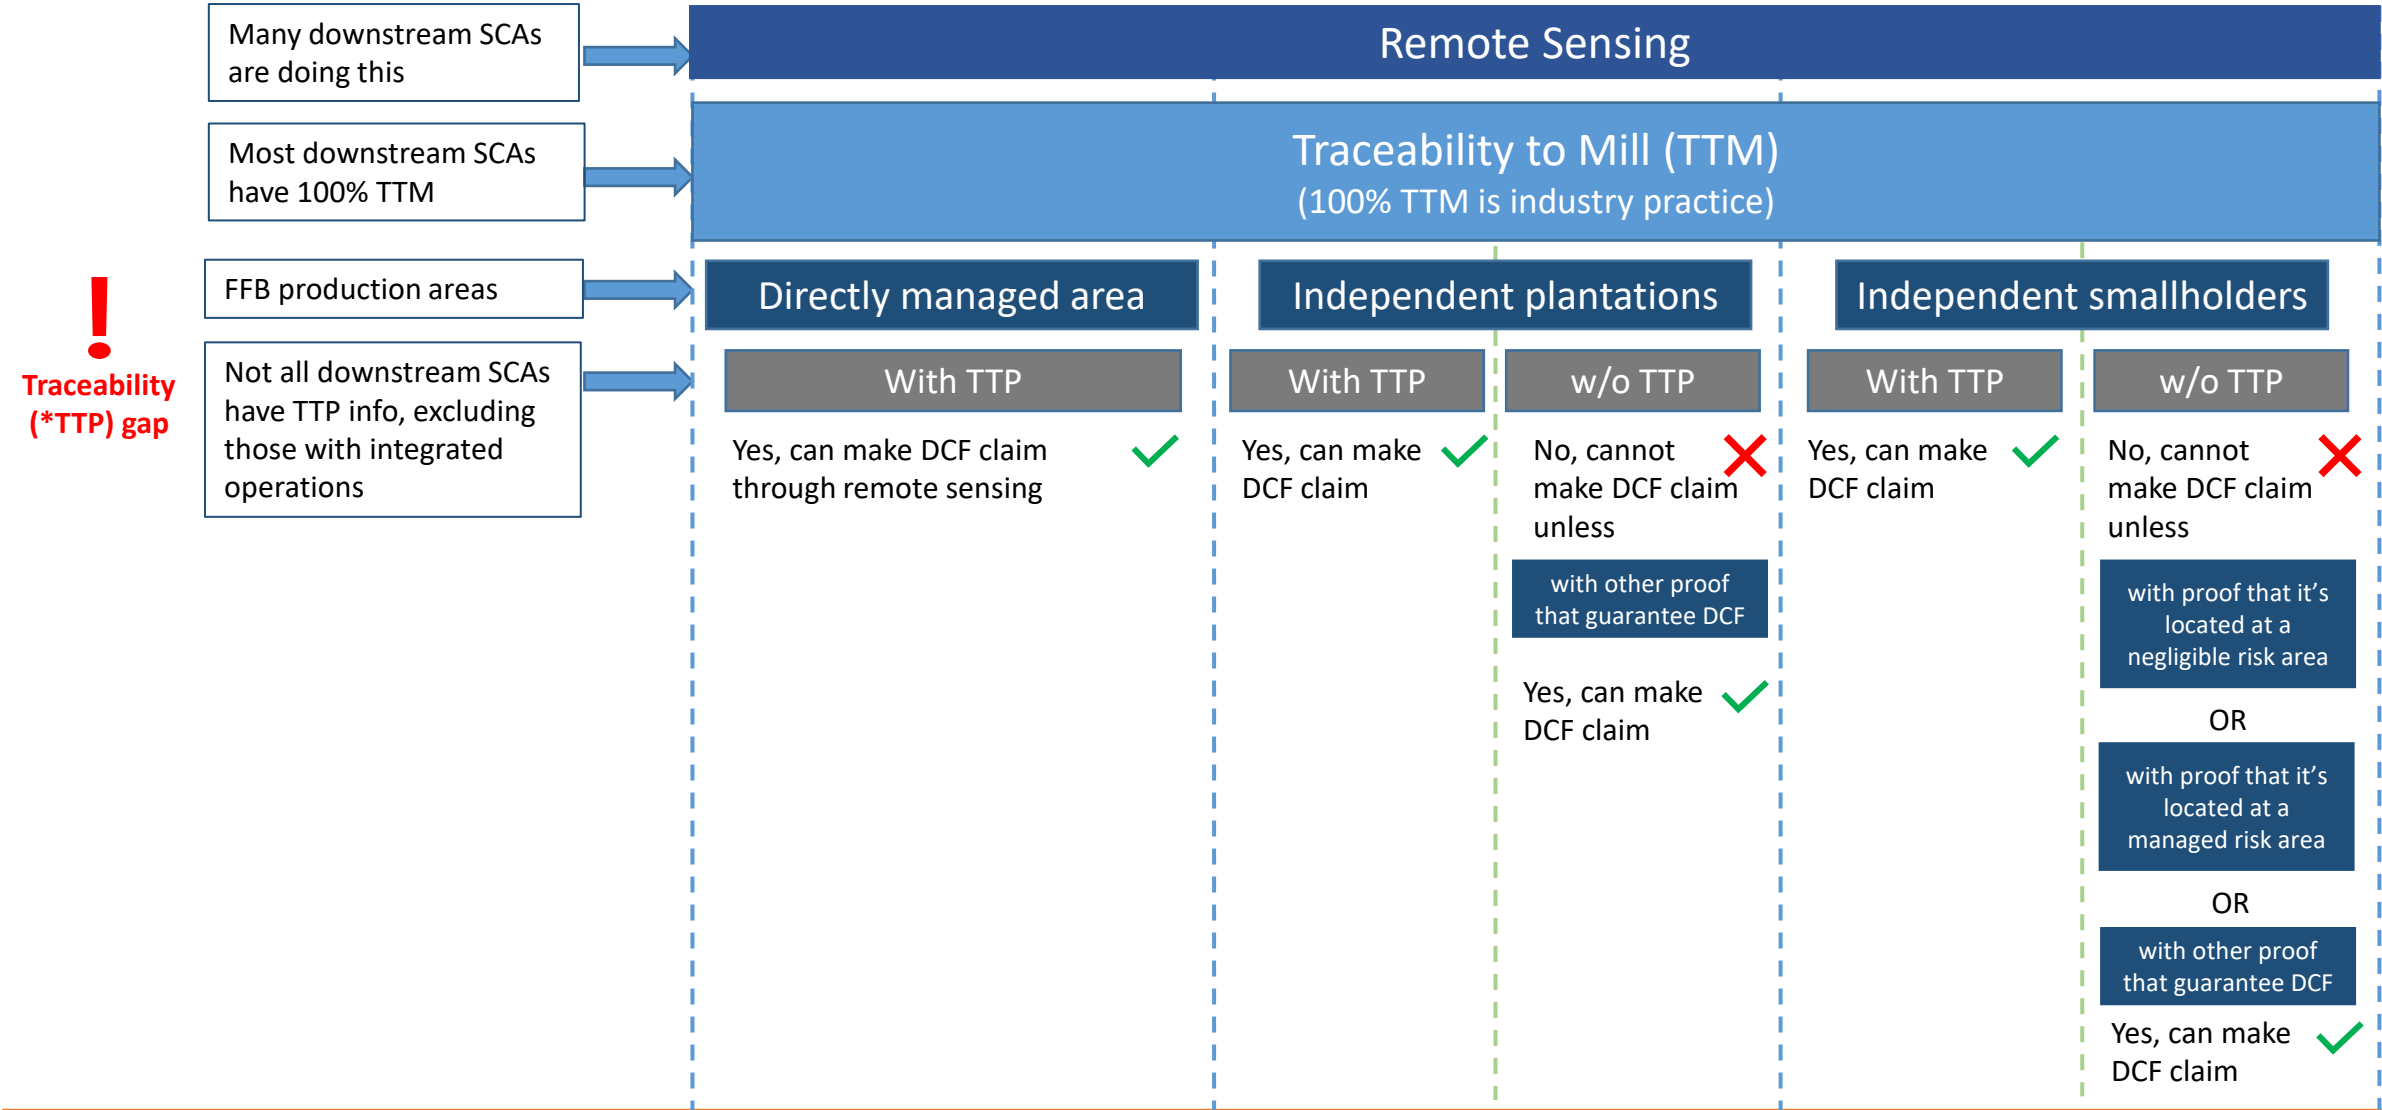 Many downstream SCAs
are doing this
Remote Sensing
Most downstream SCAs
have 100% TTM
Traceability to Mill (TTM)
(100% TTM is industry practice)
!
Traceability
(*TTP) gap
FFB production areas
Directly managed area
Independent plantations
Independent smallholders
Not all downstream SCAs
have TTP info, excluding
those with integrated
operations
With TTP
With TTP
w/o TTP
With TTP
w/o TTP
Yes, can make DCF claim
through remote sensing
Yes, can make
DCF claim
No, cannot
make DCF claim
unless
with other proof
that guarantee DCF
Yes, can make
DCF claim
Yes, can make
DCF claim
No, cannot
make DCF claim
unless
with proof that it’s
located at a
negligible risk area
OR
with proof that it’s
located at a
managed risk area
OR
with other proof
that guarantee DCF
Yes, can make
DCF claim